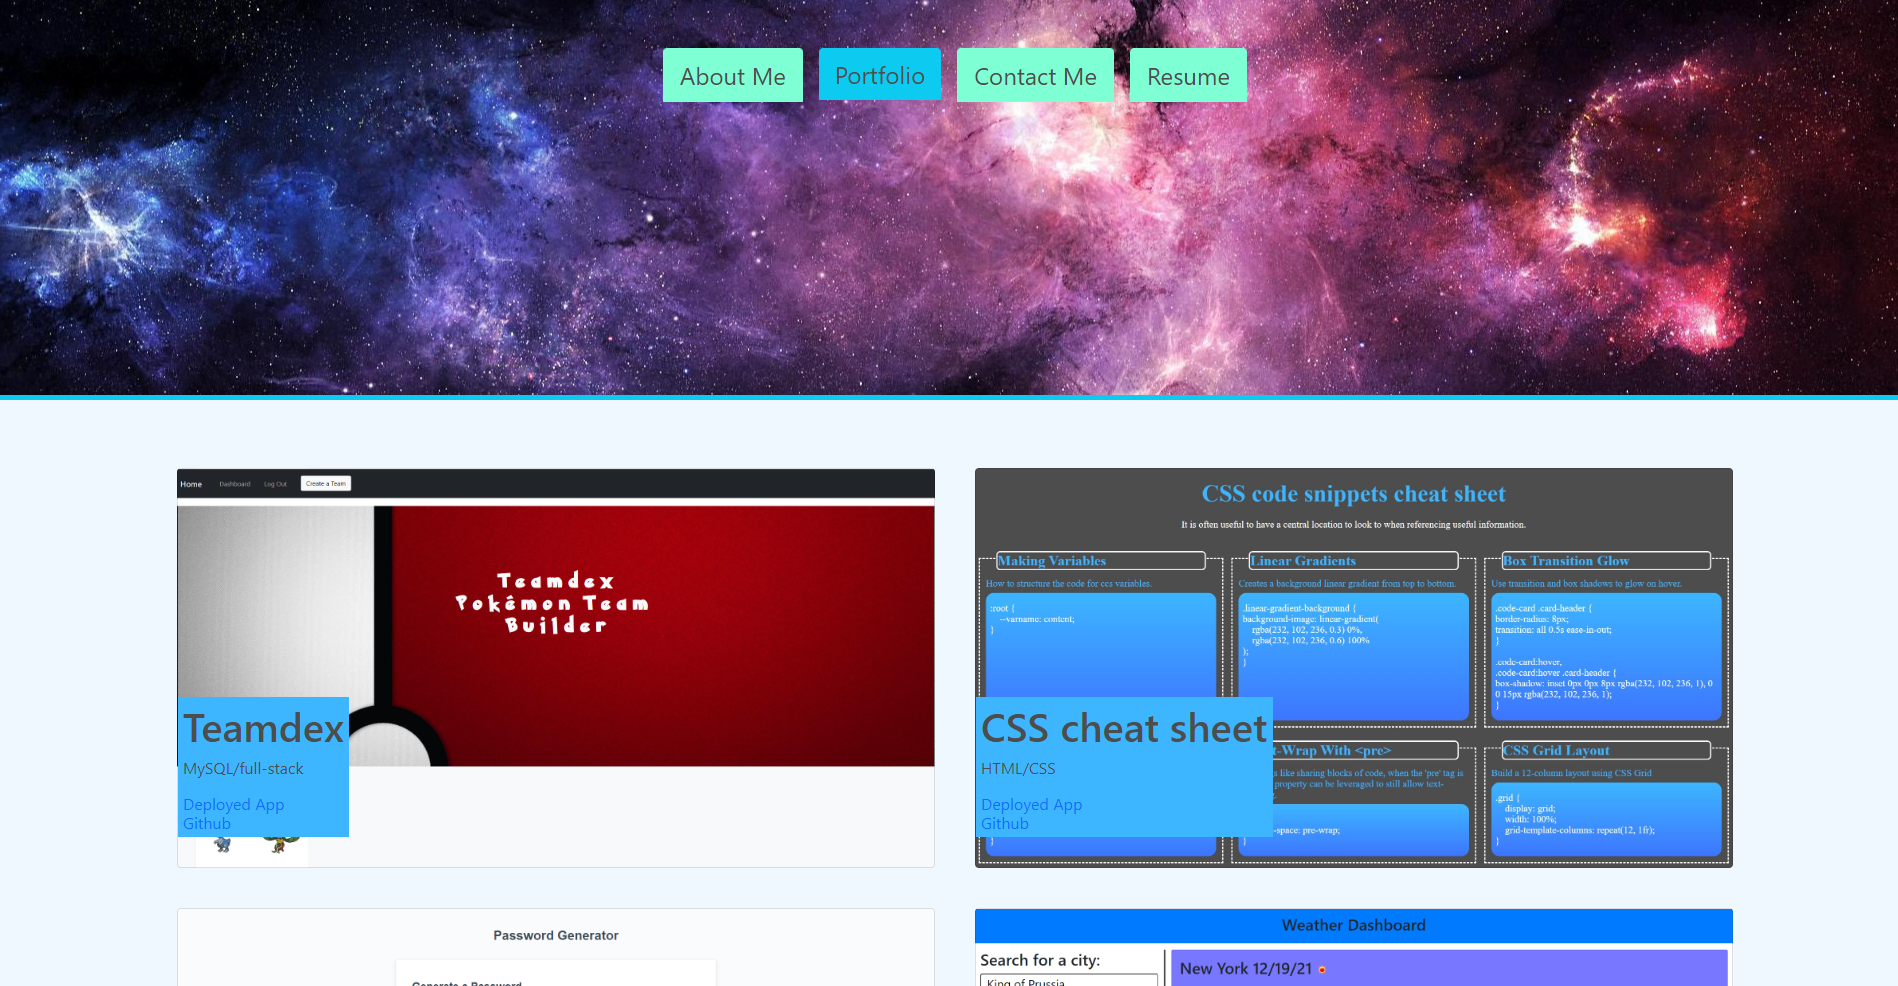 About Me
Portfolio
Contact Me
Resume
Home
Dashboard
Log Out
Create a Team
Teamdex
Pokémon Team
Builder
Teamdex
MySQL/full-stack
Deployed App
Github
CSS code snippets cheat sheet
It is often useful to have a central location to look to when referencing useful information.
Making Variables
How to structure the code for ccs variables.
:root {
--varname: content;
}
Linear Gradients
Creates a background linear gradient from top to bottom.
.linear-gradient-background {
background-image: linear-gradient(
rgba(232, 102, 236, 0.3) 0%,
rgba(232, 102, 236, 0.6) 100%
);
}
Box Transition Glow
Use transition and box shadows to glow on hover.
.code-card .card-header {
border-radius: 8px;
transition: all 0.5s ease-in-out;
}
.code-card:hover,
.code-card:hover .card-header {
box-shadow: inset 0px 0px 8px rgba(232, 102, 236, 1), 0
0 15px rgba(232, 102, 236, 1);
}
CSS cheat sheet
HTML/CSS
Deployed App
Github
}
-Wrap With <pre>
like sharing blocks of code, when the 'pre' tag is
property can be leveraged to still allow text-
-space: pre-wrap;
}
CSS Grid Layout
Build a 12-column layout using CSS Grid
.grid {
display: grid;
width: 100%;
grid-template-columns: repeat(12, 1fr);
}
Password Generator
Generate a Password
Weather Dashboard
Search for a city:
King of Prussia
New York 12/19/21